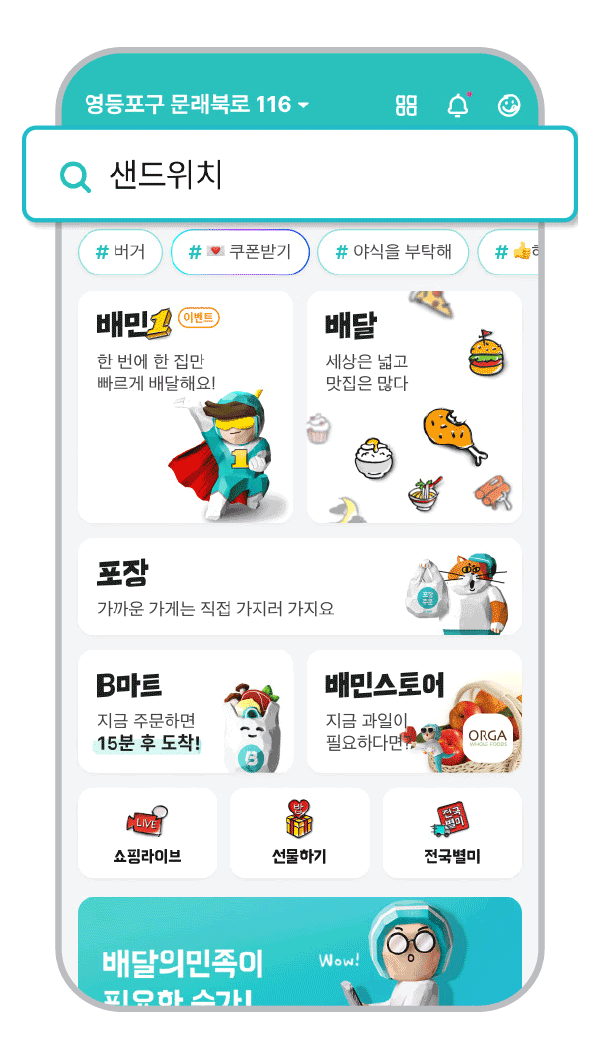 영등포구 문래북로 116
샌드위치
# 버거
# 💌 쿠폰받기
# 야식을 부탁해
# 👍
배민1 이벤트
한 번에 한 집만
빠르게 배달해요!
1
배달
세상은 넓고
맛집은 많다
포장
가까운 가게는 직접 가지러 가지요
포장
주문
B마트
지금 주문하면
15분 후 도착!
B
배민스토어
지금 과일이
필요하다면?
ORGA
WHOLE FOODS
LIVE
쇼핑라이브
밥
선물하기
전국
별미
전국별미
배달의민족이
필요한 순간!
Wow!